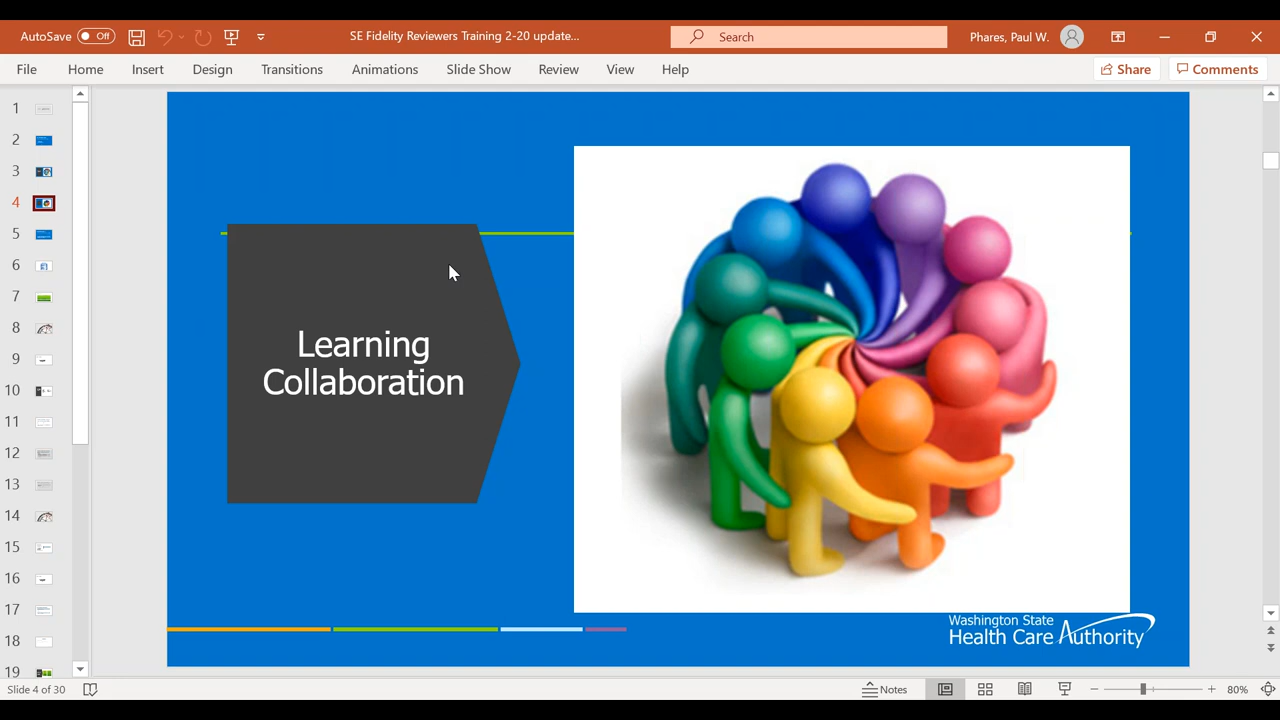 AutoSave Off SE Fidelity Reviewers Training 2-20 update... Search Phares, Paul W.
File Home Insert Design Transitions Animations Slide Show Review View Help Share Comments
1
2
3
4
5
6
7
8
9
10
11
12
13
14
15
16
17
18
19
Learning
Collaboration
Washington State
Health Care Authority
Slide 4 of 30 Notes 80%